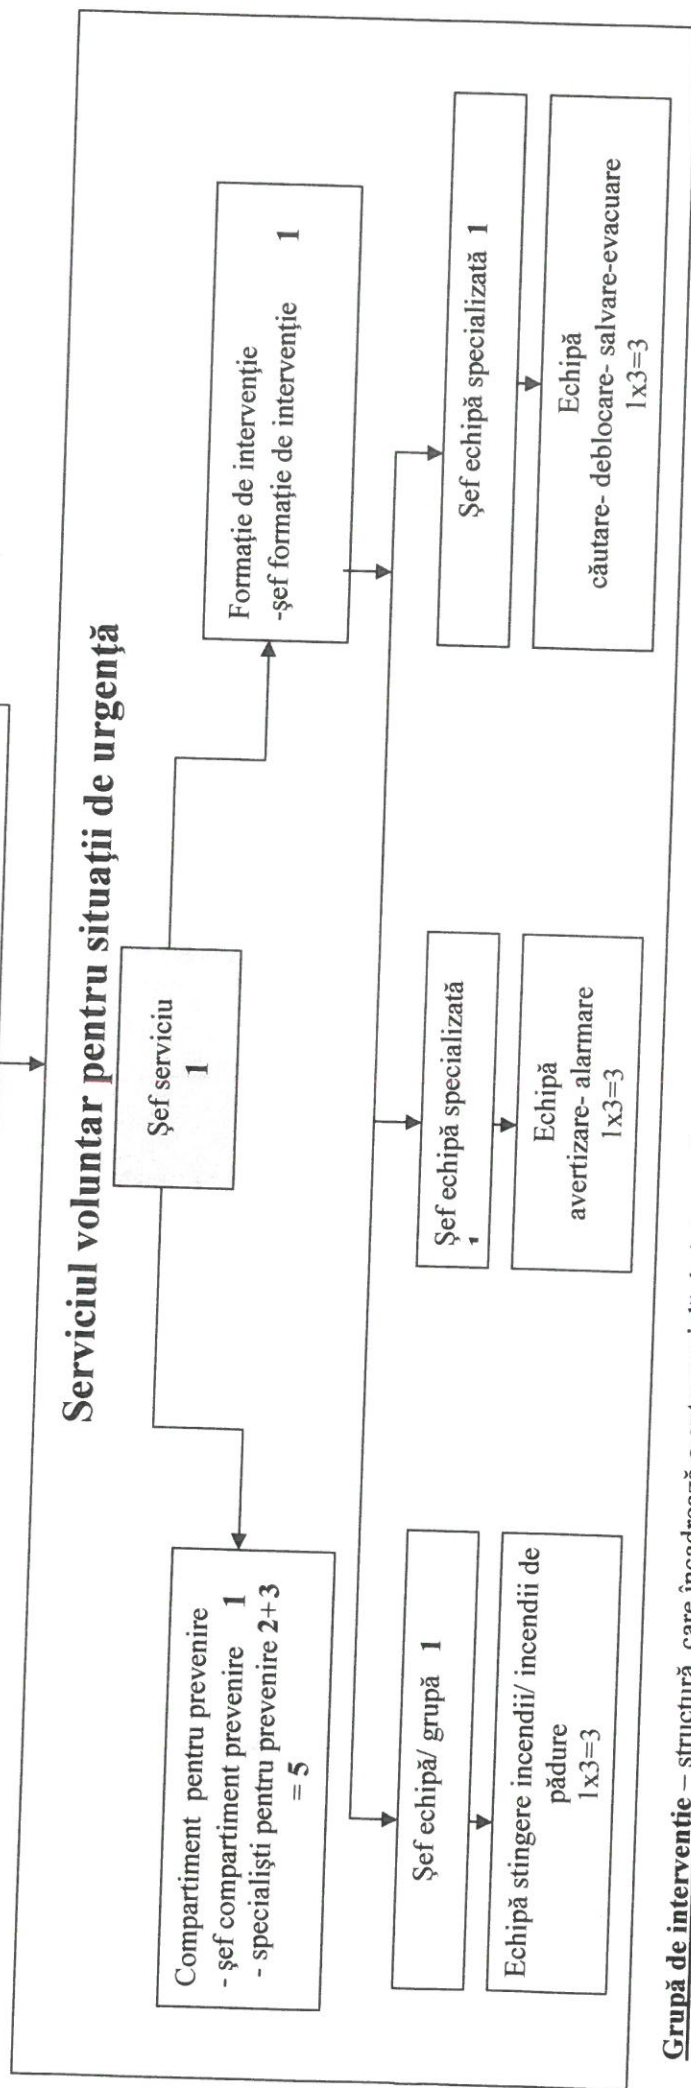 Serviciul voluntar pentru situații de urgență
Șef serviciu
1
Compartiment pentru prevenire
- șef compartiment prevenire 1
- specialiști pentru prevenire 2+3
= 5
Formație de intervenție
-șef formație de intervenție 1
Șef echipă/ grupă 1
Echipă stingere incendii/ incendii de
pădure
1x3=3
Șef echipă specializată
Echipă
avertizare- alarmare
1x3=3
Șef echipă specializată 1
Echipă
căutare- deblocare- salvare-evacuare
1x3=3
Grupă de intervenție – structură care încadrează